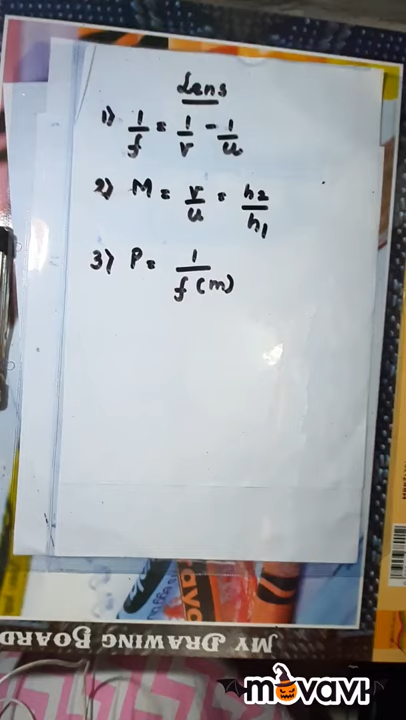 Lens
1) 1/f = 1/v - 1/u
2) M = v/u = h2/h1
3) P = 1/f(m)
MY DRAWING BOARD
movavi